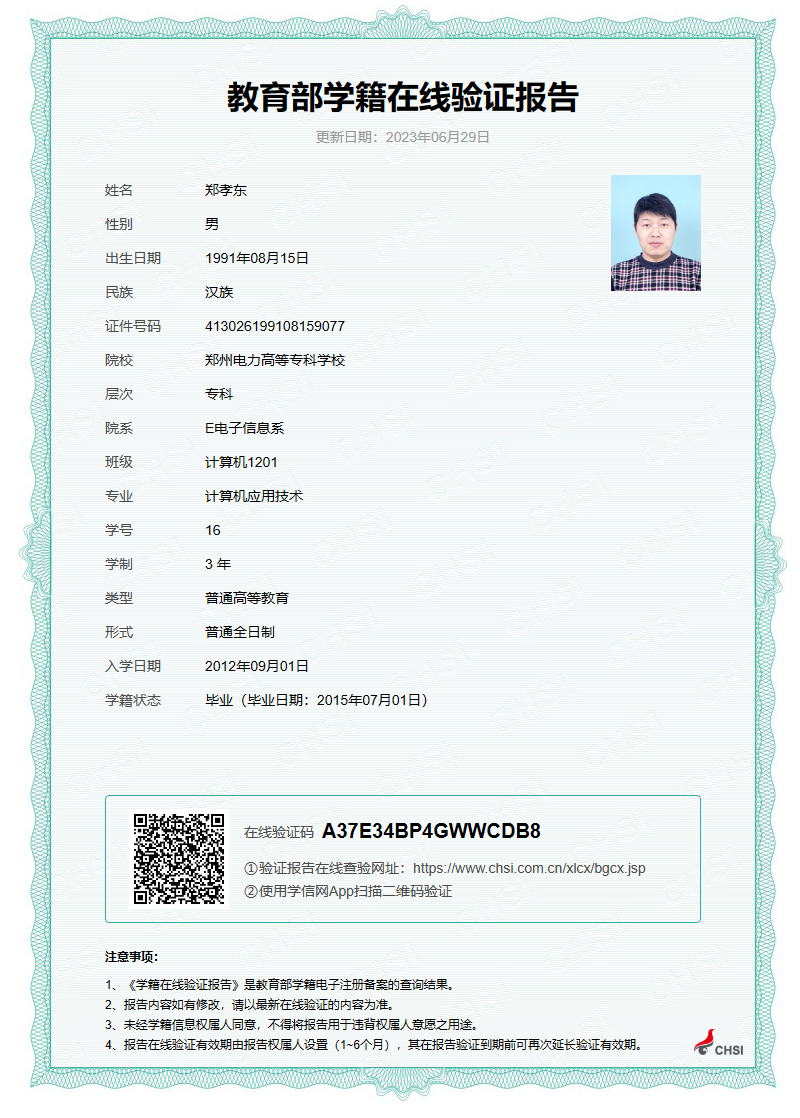 教育部学籍在线验证报告
更新日期：2023年06月29日
姓名 郑孝东
性别 男
出生日期 1991年08月15日
民族 汉族
证件号码 413026199108159077
院校 郑州电力高等专科学校
层次 专科
院系 E电子信息系
班级 计算机1201
专业 计算机应用技术
学号 16
学制 3 年
类型 普通高等教育
形式 普通全日制
入学日期 2012年09月01日
学籍状态 毕业（毕业日期：2015年07月01日）
在线验证码 A37E34BP4GWWCDB8
①验证报告在线查验网址：https://www.chsi.com.cn/xlcx/bgcx.jsp
②使用学信网App扫描二维码验证
注意事项：
1、《学籍在线验证报告》是教育部学籍电子注册备案的查询结果。
2、报告内容如有修改，请以最新在线验证的内容为准。
3、未经学籍信息权属人同意，不得将报告用于违背权属人意愿之用途。
4、报告在线验证有效期由报告权属人设置（1~6个月），其在报告验证到期前可再次延长验证有效期。
CHSI